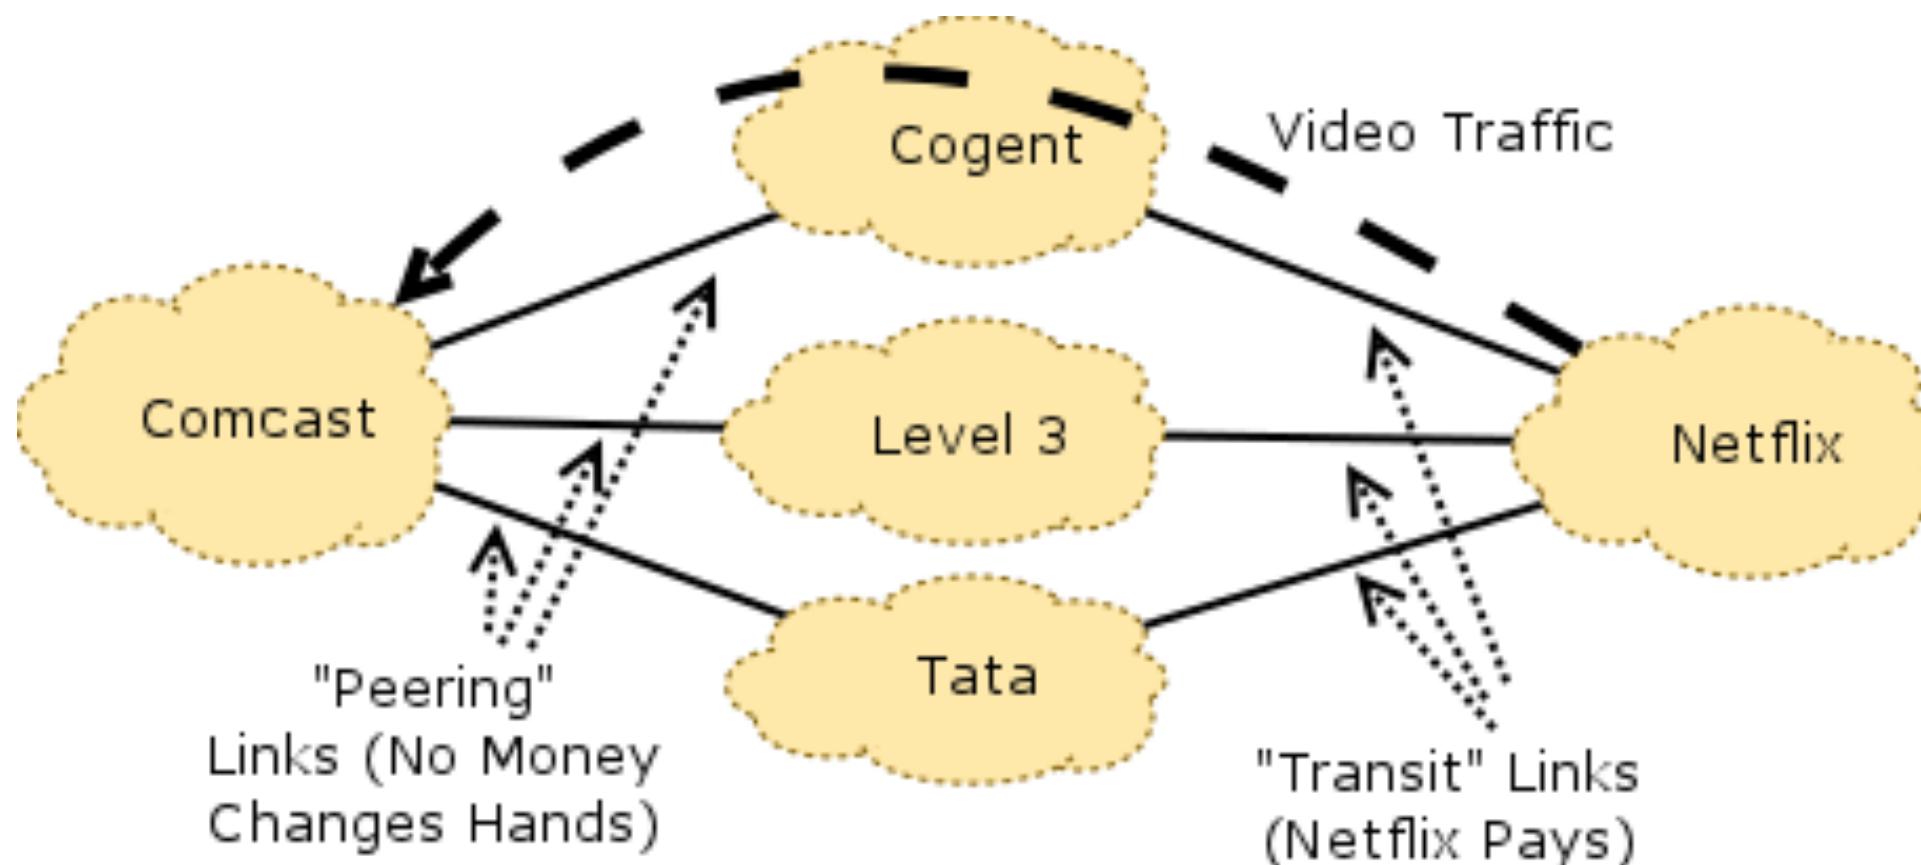 Cogent
Video Traffic
Comcast
Level 3
Netflix
Tata
"Peering"
Links (No Money
Changes Hands)
"Transit" Links
(Netflix Pays)